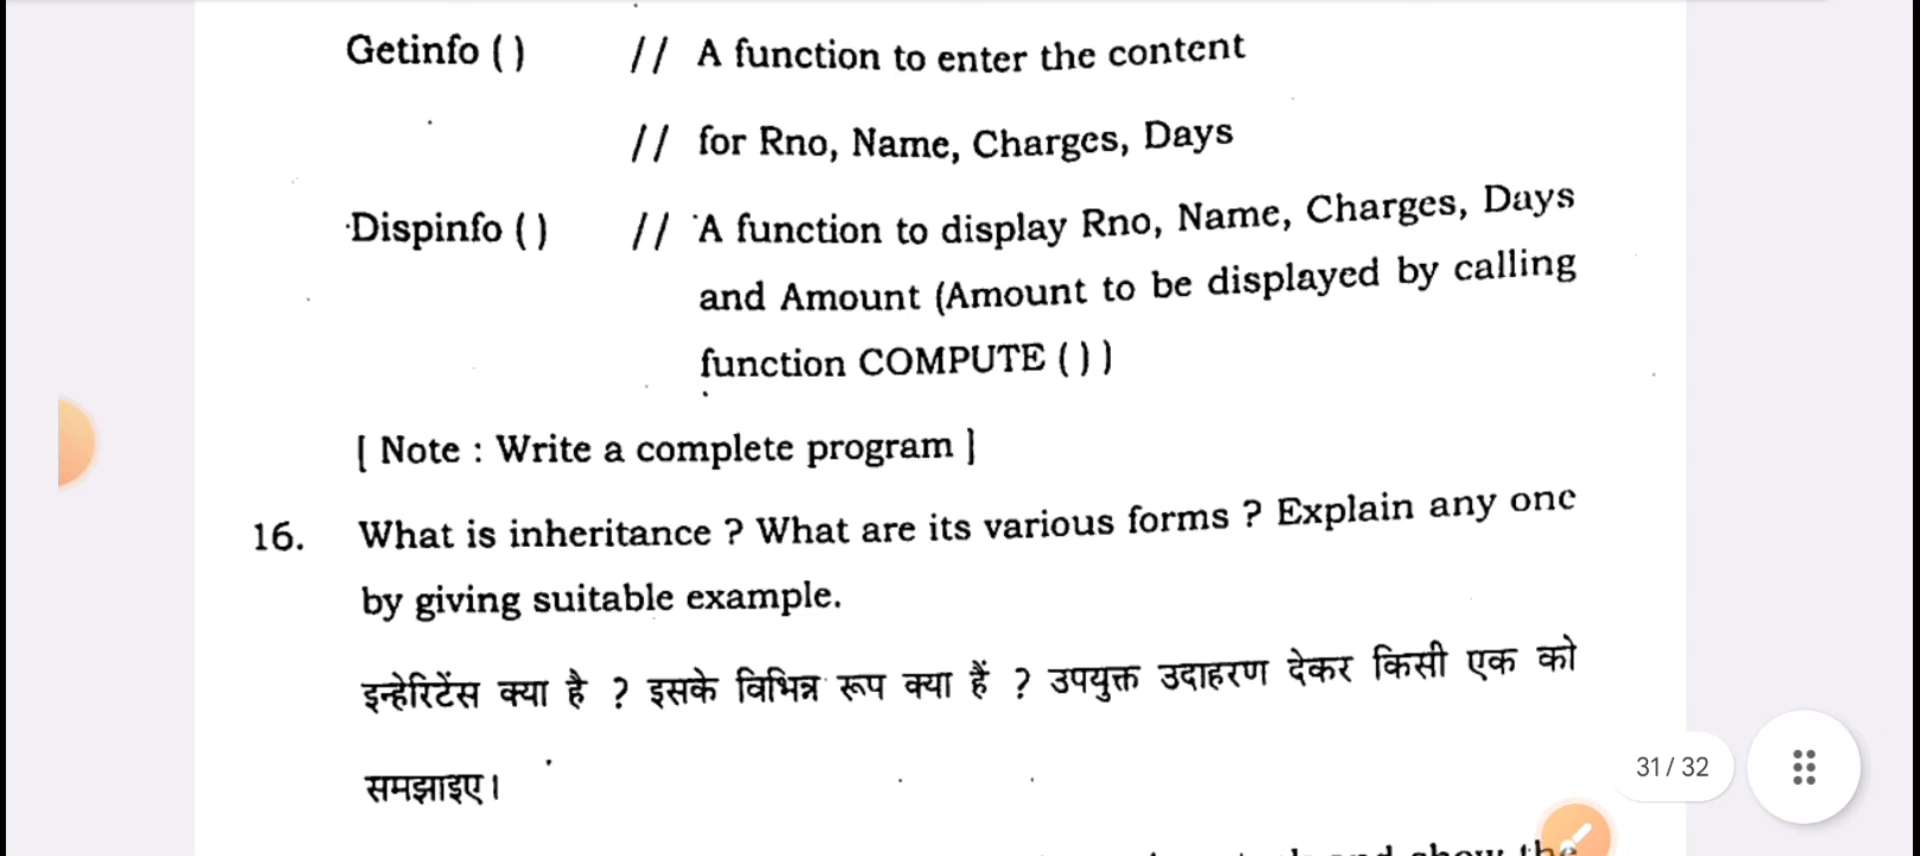 Getinfo ( ) // A function to enter the content
// for Rno, Name, Charges, Days
Dispinfo ( ) // A function to display Rno, Name, Charges, Days
and Amount (Amount to be displayed by calling
function COMPUTE ( ) )
[ Note : Write a complete program ]
16. What is inheritance ? What are its various forms ? Explain any one
by giving suitable example.
इन्हेरिटेंस क्या है ? इसके विभिन्न रूप क्या हैं ? उपयुक्त उदाहरण देकर किसी एक को
समझाइए।
31 / 32
show the